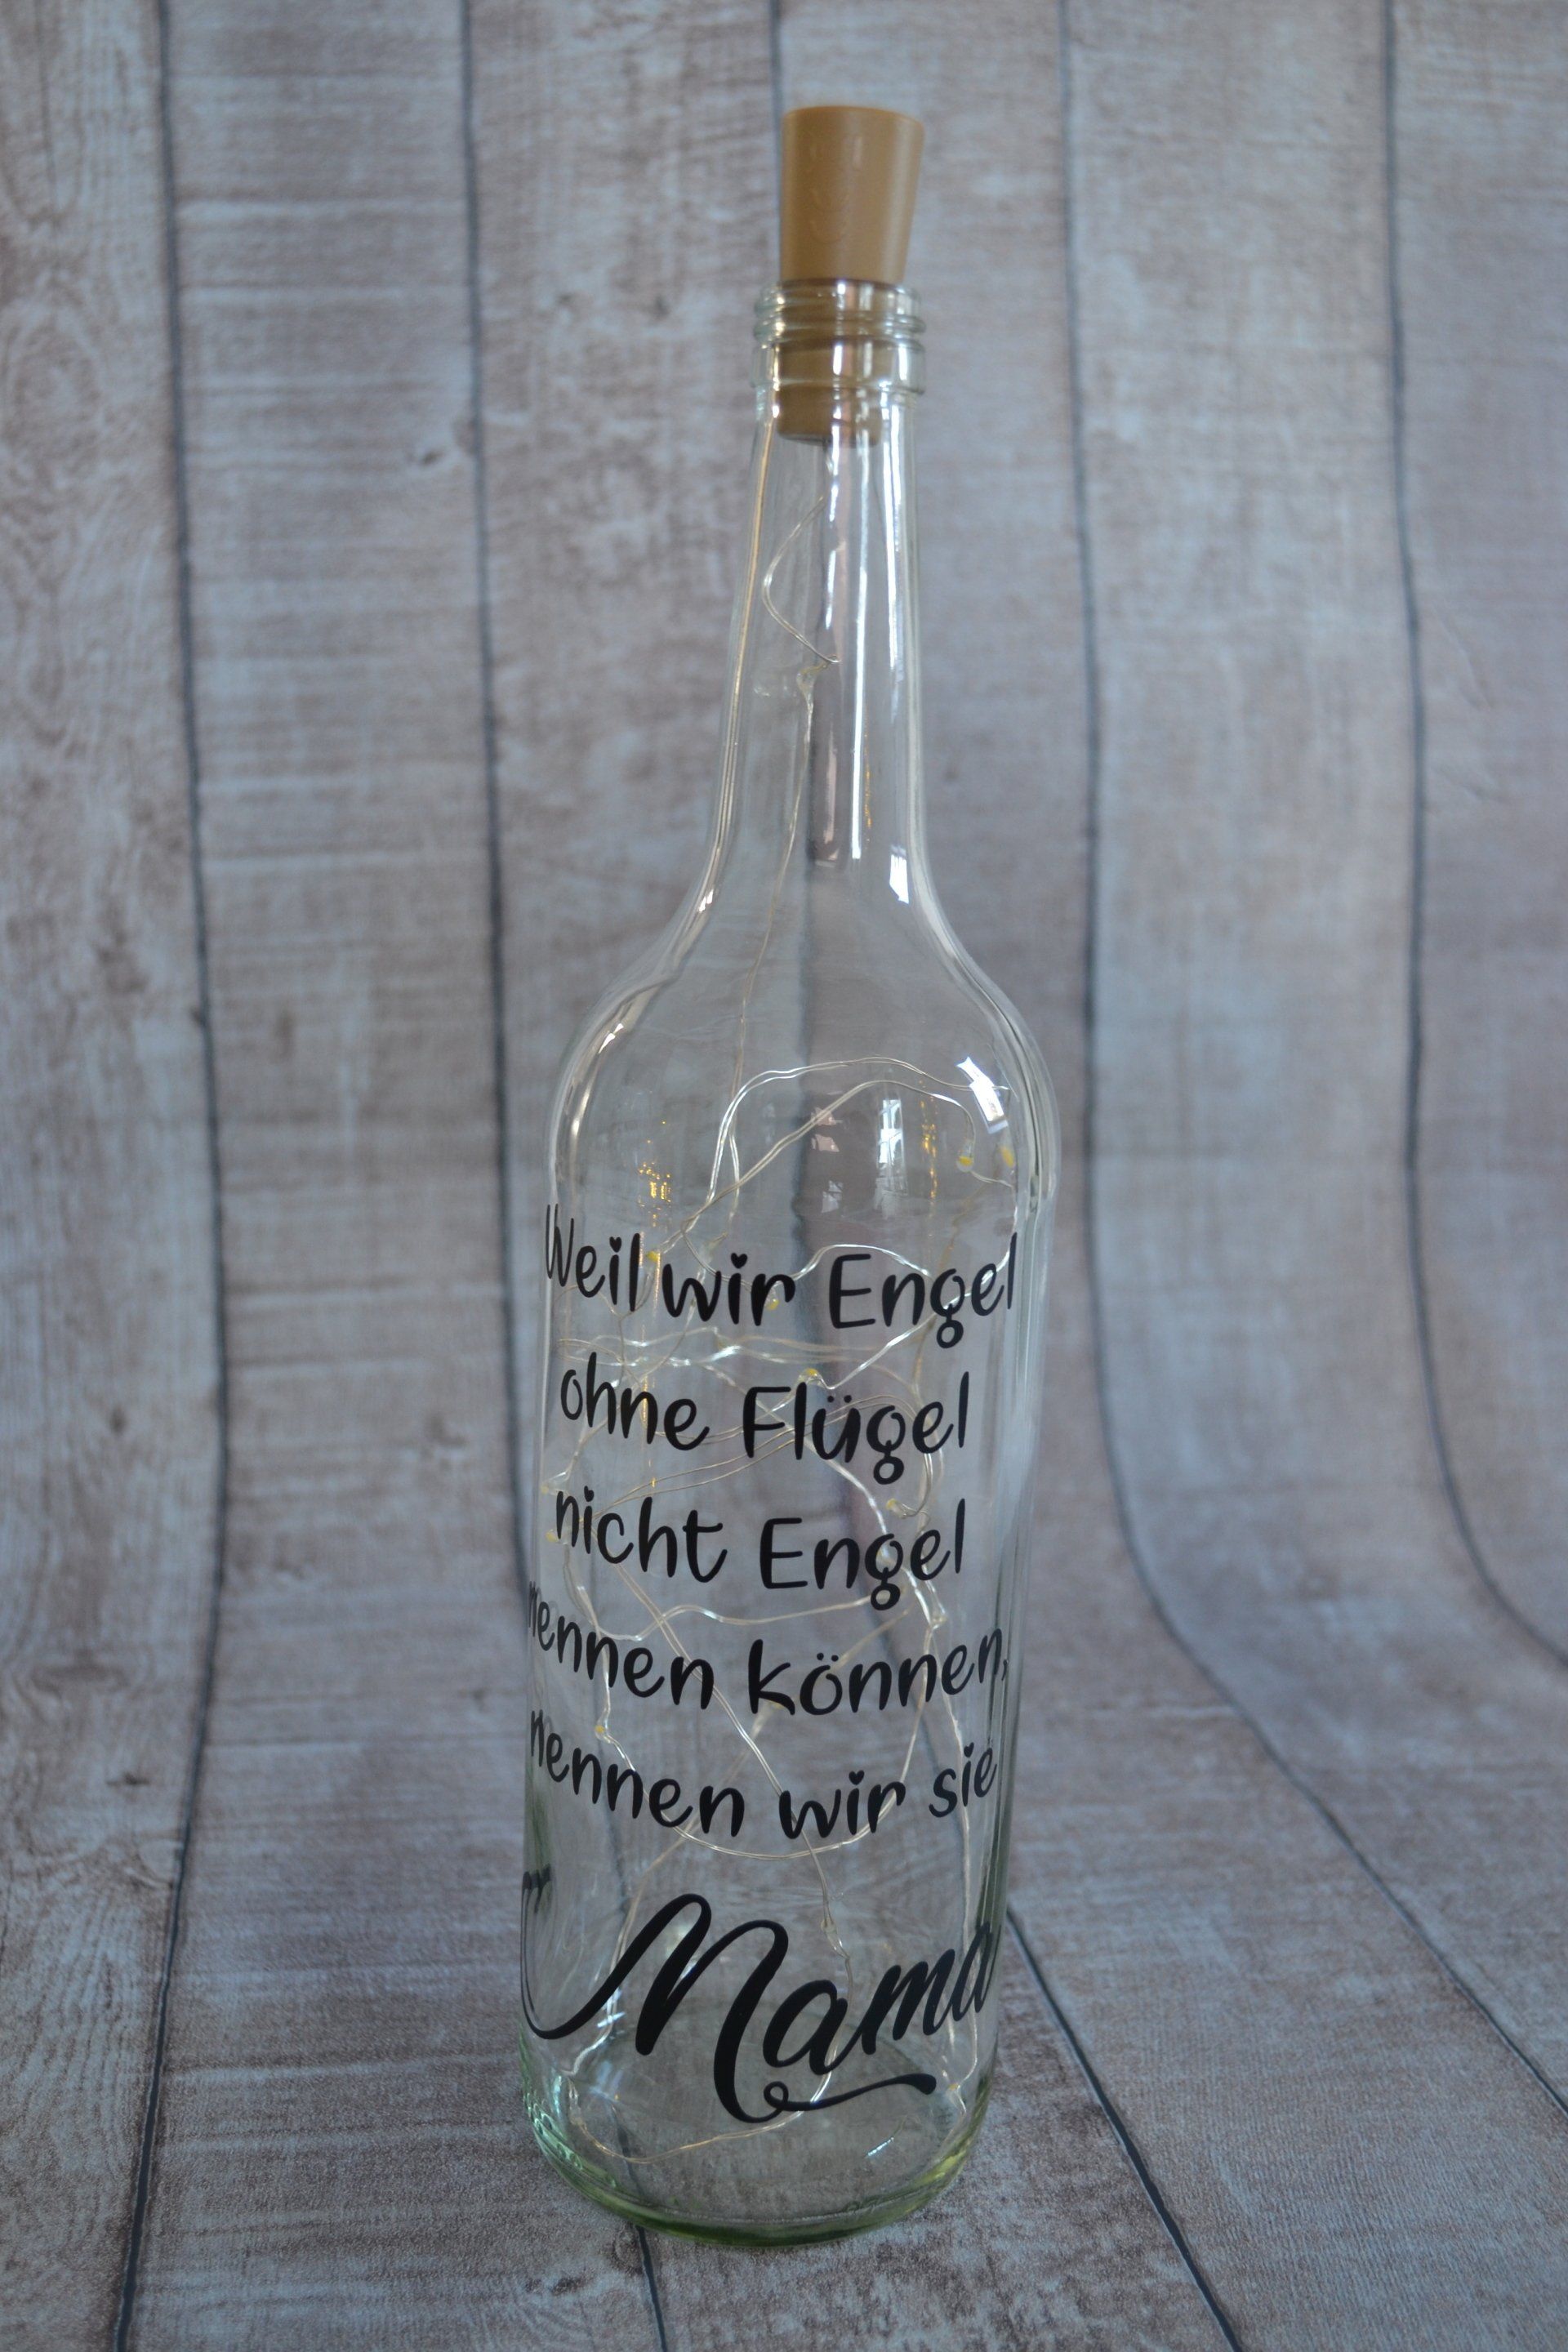 Weil wir Engel
ohne Flügel
nicht Engel
nennen können,
nennen wir sie
Mama